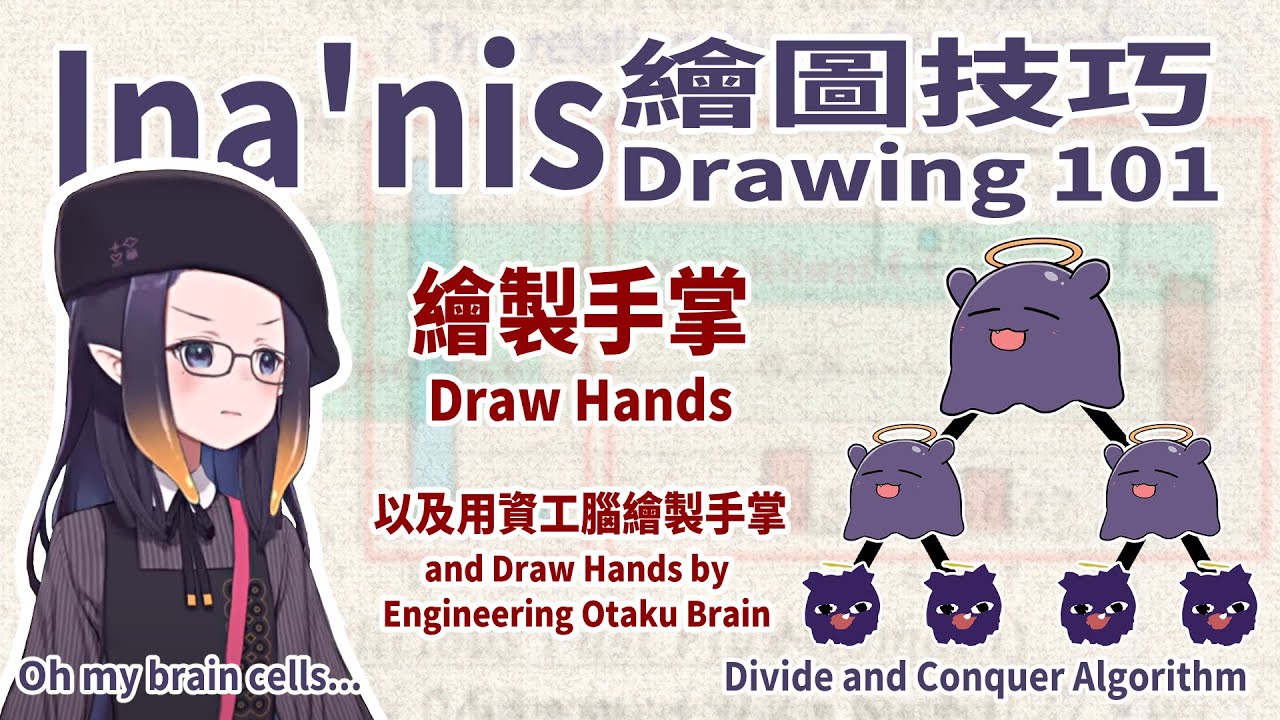 Ina'nis
繪圖技巧
Drawing 101
繪製手掌
Draw Hands
以及用資工腦繪製手掌
and Draw Hands by
Engineering Otaku Brain
Oh my brain cells...
Divide and Conquer Algorithm